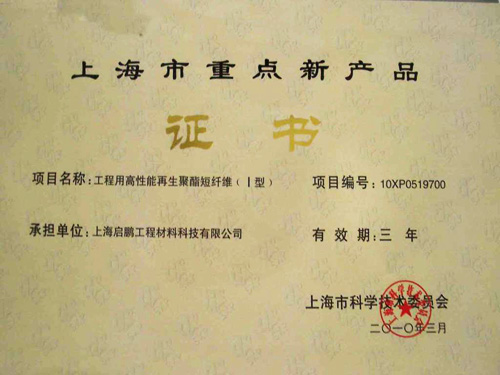 上海市重点新产品
证书
项目名称:工程用高性能再生聚酯短纤维(Ⅰ型)
项目编号:10XP0519700
承担单位:上海启鹏工程材料科技有限公司
有效期:三年
上海市科学技术委员会
二〇一〇年三月